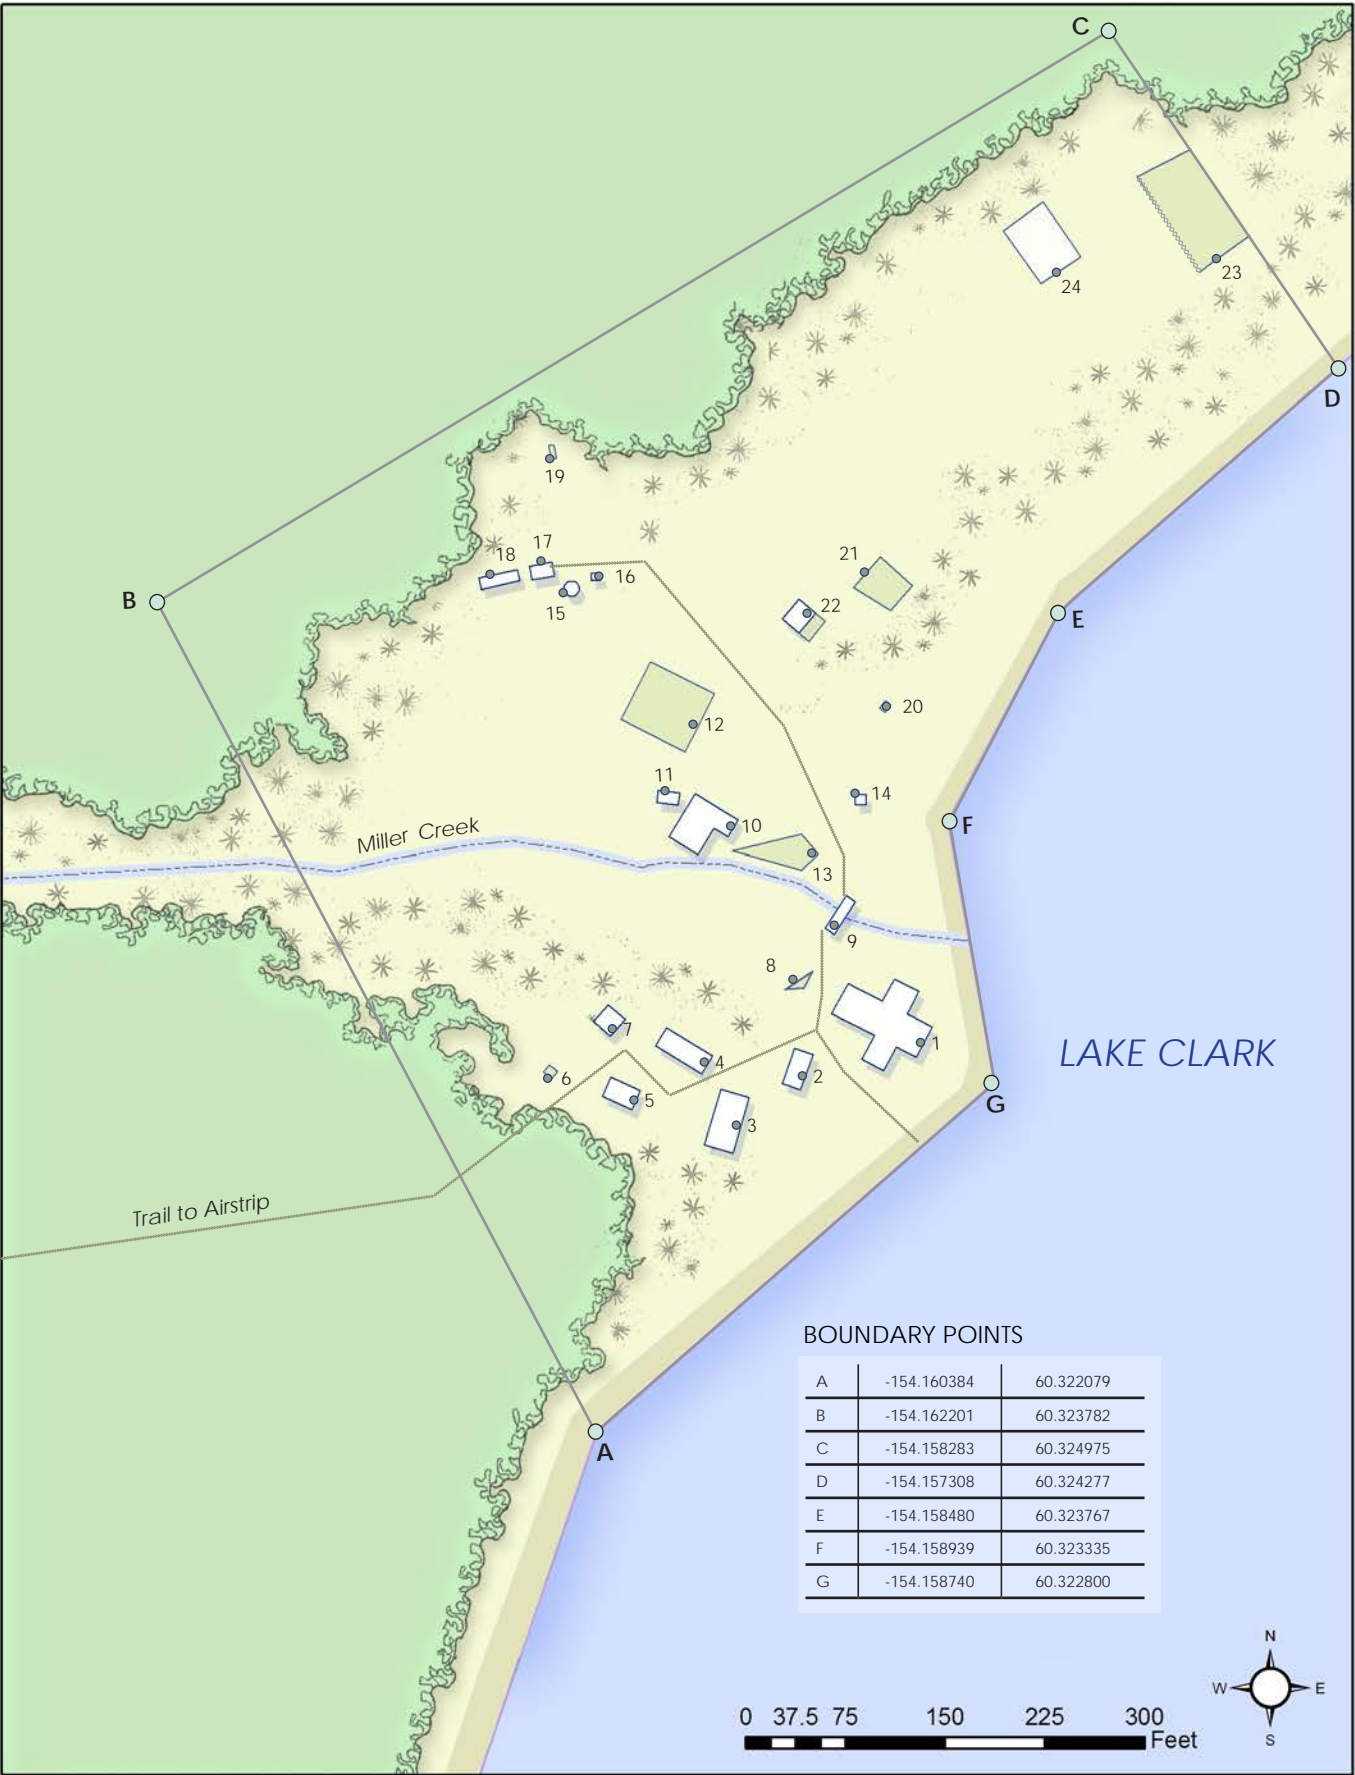 C
24
23
D
19
17
18
16
15
B
21
22
E
20
12
11
14
10
F
Miller Creek
13
9
8
7
1
4
LAKE CLARK
2
6
5
G
3
Trail to Airstrip
A
BOUNDARY POINTS
A -154.160384 60.322079
B -154.162201 60.323782
C -154.158283 60.324975
D -154.157308 60.324277
E -154.158480 60.323767
F -154.158939 60.323335
G -154.158740 60.322800
N
W E
S
0 37.5 75 150 225 300
Feet